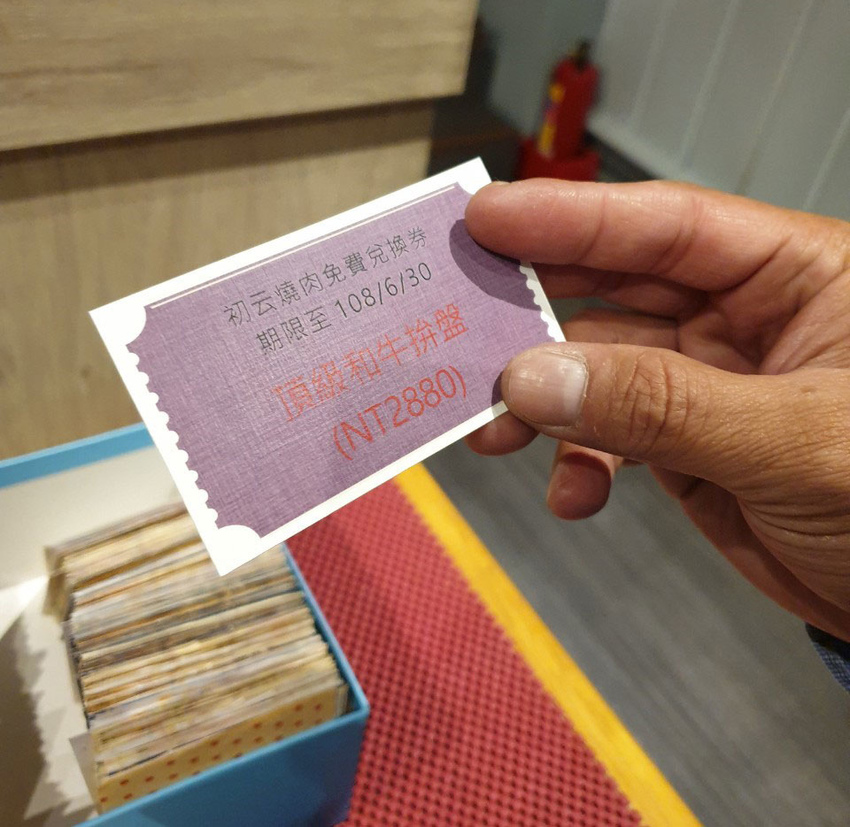 初云燒肉免費兌換券
期限至 108/6/30
頂級和牛拚盤
(NT2880)